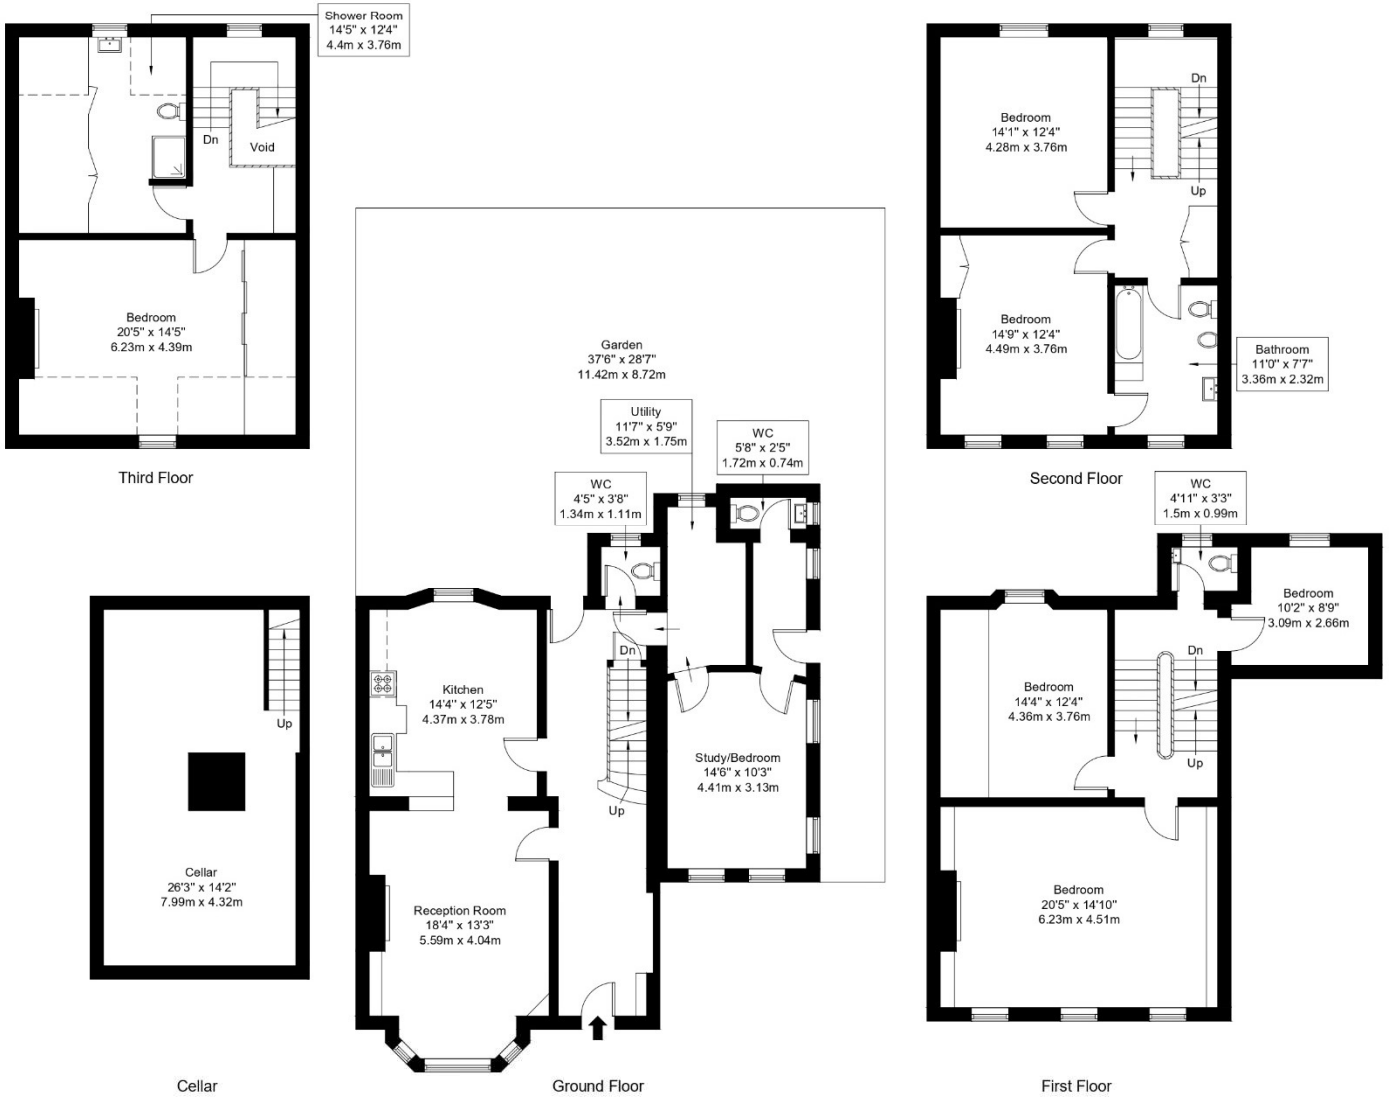 Shower Room
14'5" x 12'4"
4.4m x 3.76m
Dn
Void
Bedroom
20'5" x 14'5"
6.23m x 4.39m
Third Floor
Bedroom
14'1" x 12'4"
4.28m x 3.76m
Dn
Up
Bedroom
14'9" x 12'4"
4.49m x 3.76m
Bathroom
11'0" x 7'7"
3.36m x 2.32m
Second Floor
Garden
37'6" x 28'7"
11.42m x 8.72m
Utility
11'7" x 5'9"
3.52m x 1.75m
WC
5'8" x 2'5"
1.72m x 0.74m
WC
4'5" x 3'8"
1.34m x 1.11m
Dn
Kitchen
14'4" x 12'5"
4.37m x 3.78m
Study/Bedroom
14'6" x 10'3"
4.41m x 3.13m
Up
Reception Room
18'4" x 13'3"
5.59m x 4.04m
Ground Floor
Up
Cellar
26'3" x 14'2"
7.99m x 4.32m
Cellar
WC
4'11" x 3'3"
1.5m x 0.99m
Bedroom
10'2" x 8'9"
3.09m x 2.66m
Dn
Bedroom
14'4" x 12'4"
4.36m x 3.76m
Up
Bedroom
20'5" x 14'10"
6.23m x 4.51m
First Floor